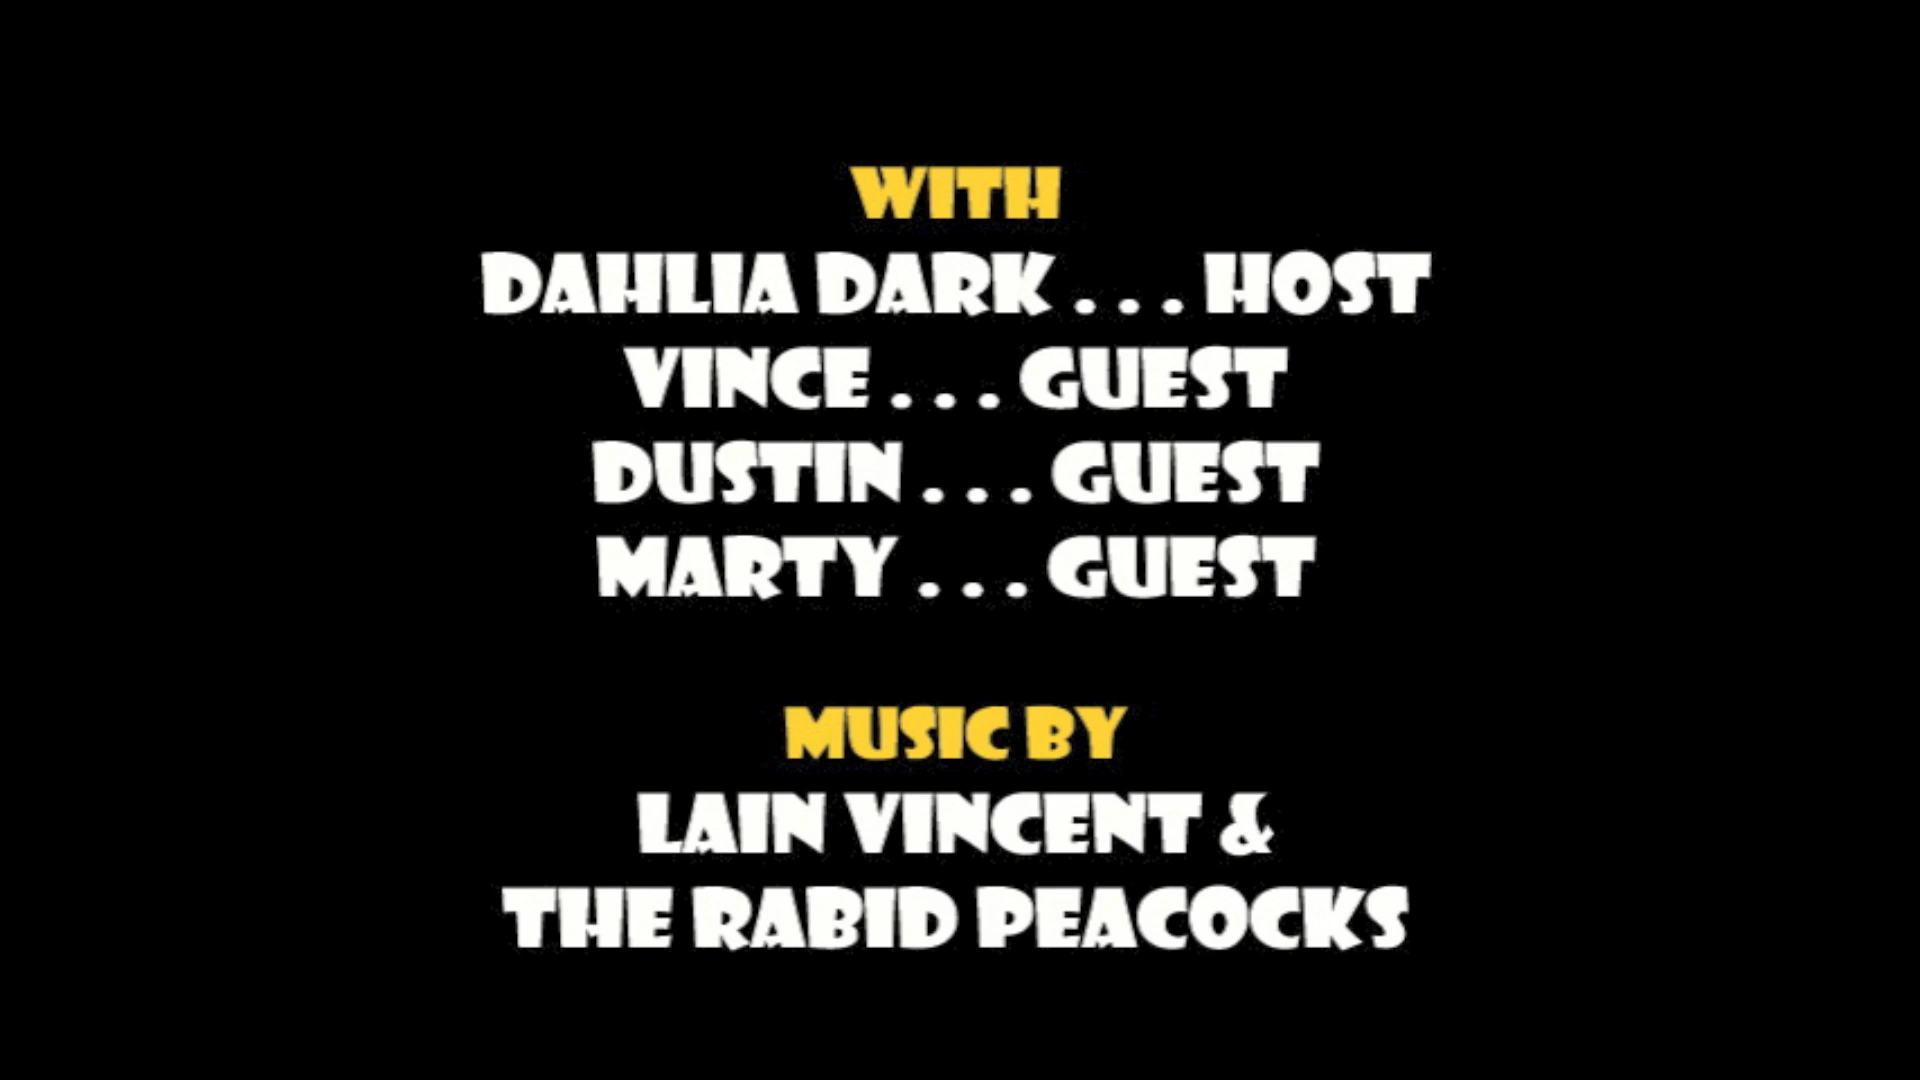 WITH
DAHLIA DARK . . . HOST
VINCE . . . GUEST
DUSTIN . . . GUEST
MARTY . . . GUEST
MUSIC BY
LAIN VINCENT &
THE RABID PEACOCKS